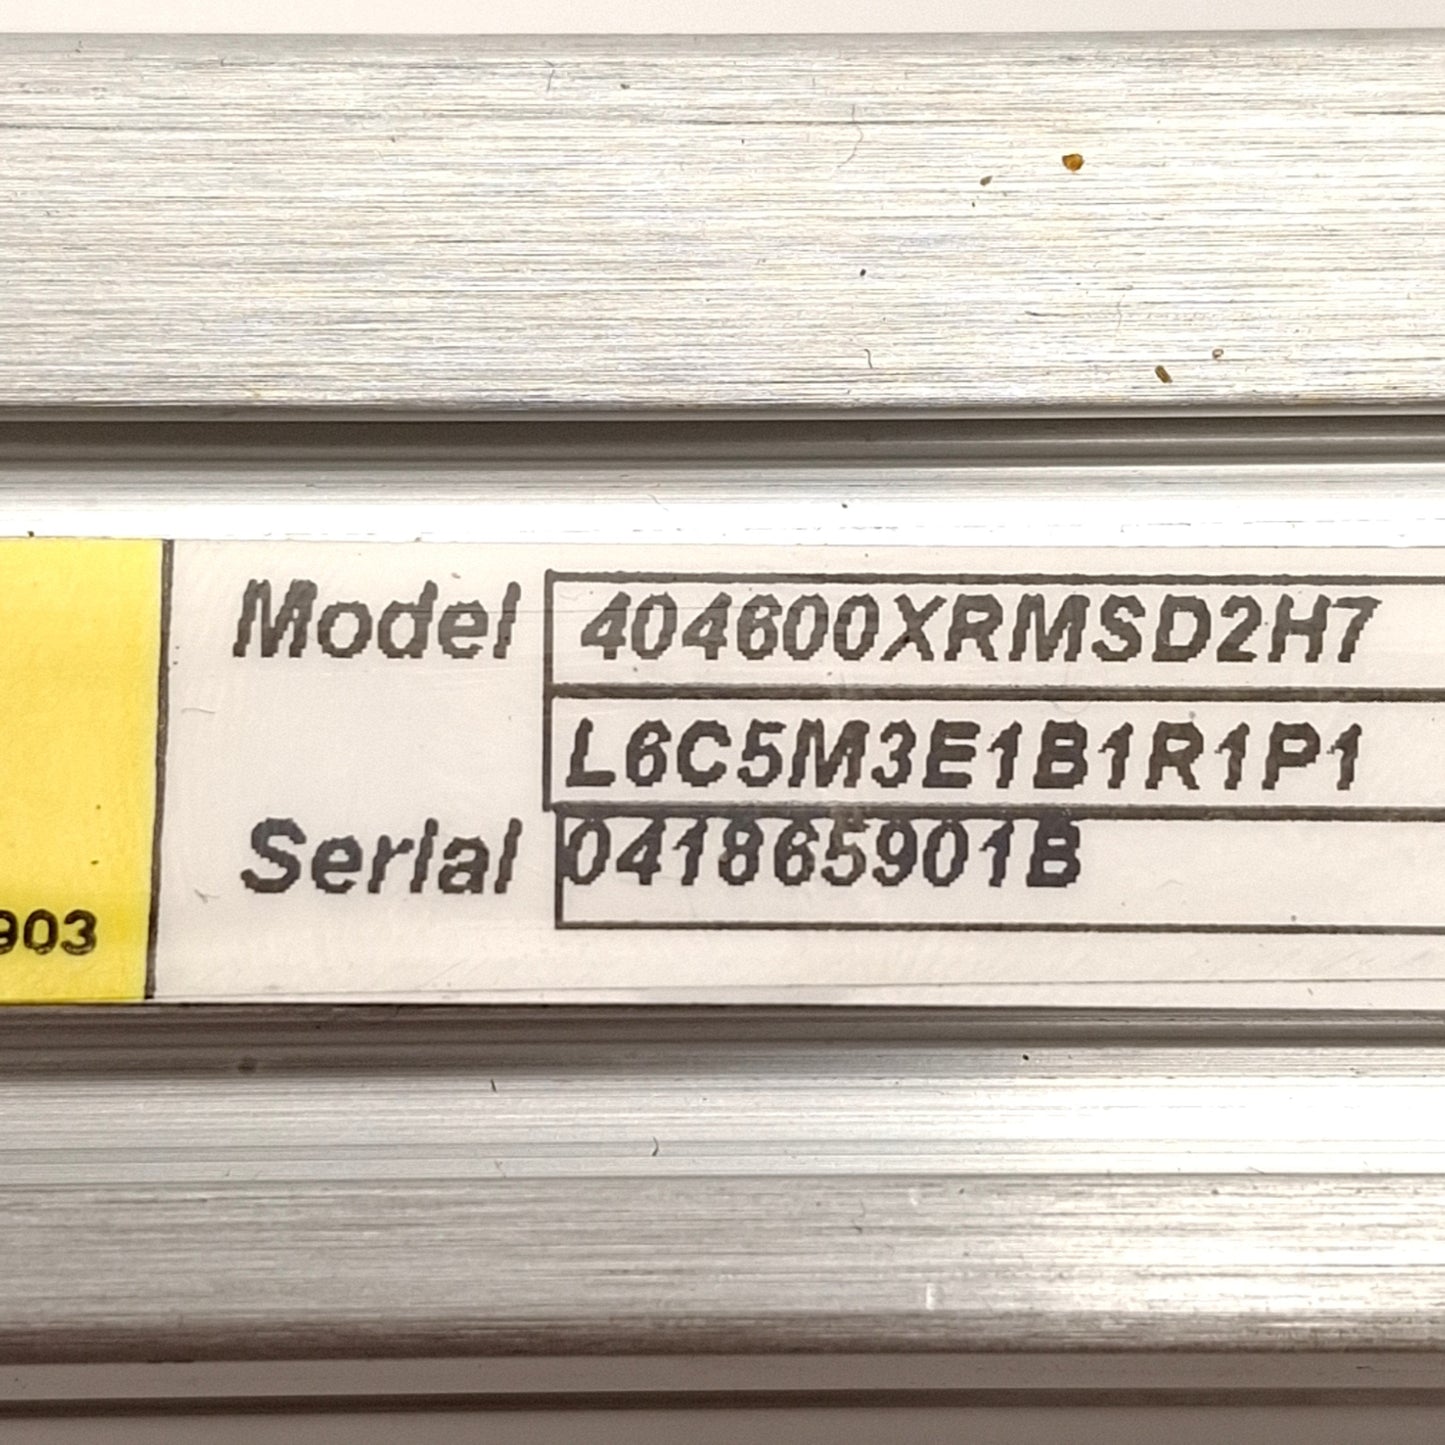 Model 404600XRMSD2H7
L6C5M3E1B1R1P1
Serial 041865901B
903